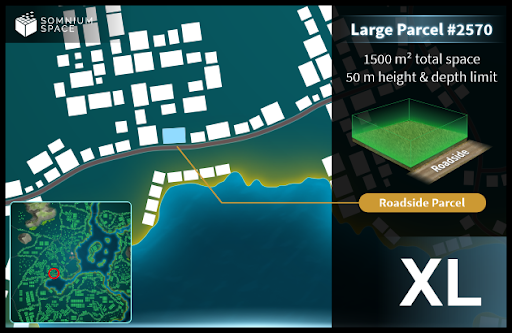 SOMNIUM
SPACE
Large Parcel #2570
1500 m² total space
50 m height & depth limit
Roadside
Roadside Parcel
XL